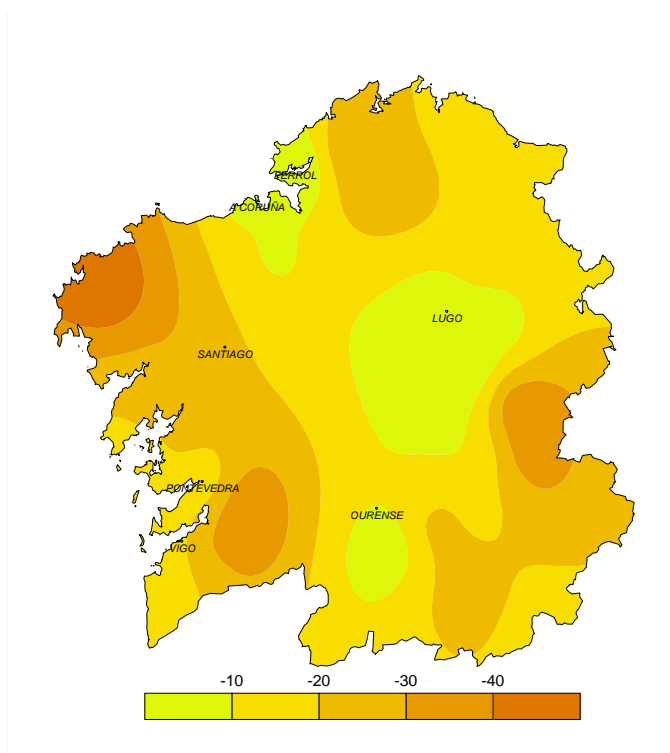 FERROL
A CORUÑA
LUGO
SANTIAGO
PONTEVEDRA
OURENSE
VIGO
-10 -20 -30 -40